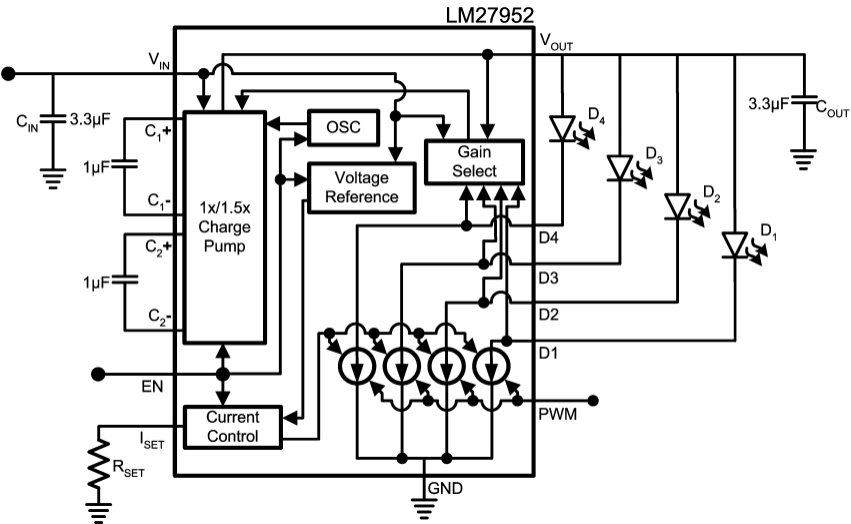 LM27952
VIN
VOUT
CIN
3.3µF
C1+
1µF
C1-
C2+
1µF
C2-
1x/1.5x
Charge
Pump
OSC
Voltage
Reference
Gain
Select
D4
D3
D2
D1
3.3µF
COUT
D4
D3
D2
D1
EN
PWM
ISET
RSET
Current
Control
GND